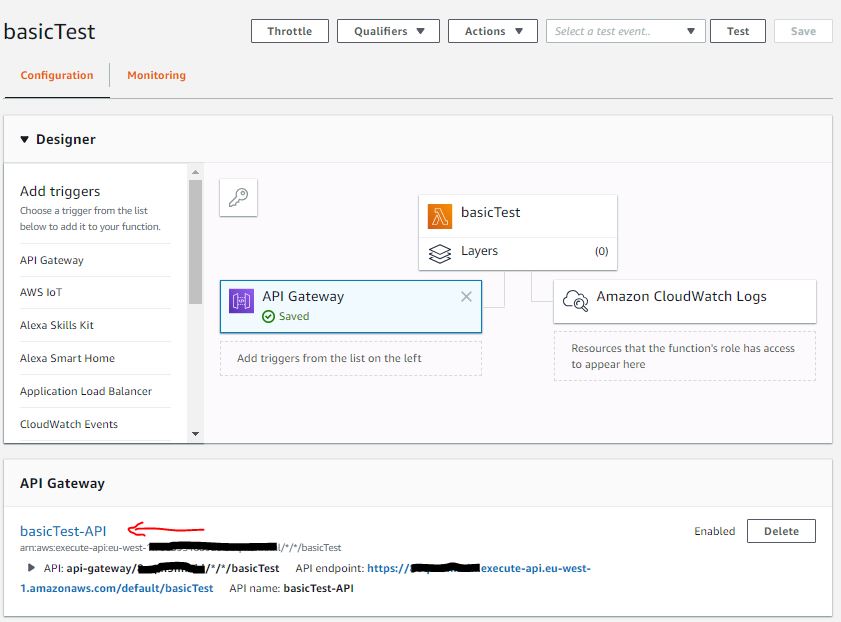 basicTest
Throttle
Qualifiers
Actions
Select a test event..
Test
Save
Configuration
Monitoring
Designer
Add triggers
Choose a trigger from the list
below to add it to your function.
API Gateway
AWS IoT
Alexa Skills Kit
Alexa Smart Home
Application Load Balancer
CloudWatch Events
basicTest
Layers (0)
API Gateway
Saved
Add triggers from the list on the left
Amazon CloudWatch Logs
Resources that the function's role has access
to appear here
API Gateway
basicTest-API
Enabled
Delete
arn:aws:execute-api:eu-west- /*/*/basicTest
API: api-gateway/ /*/*/basicTest API endpoint: https:// execute-api.eu-west-
1.amazonaws.com/default/basicTest API name: basicTest-API